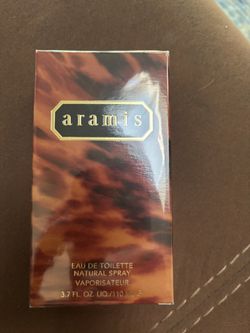 aramis
EAU DE TOILETTE
NATURAL SPRAY
VAPORISATEUR
3.7 FL. OZ. LIQ./110